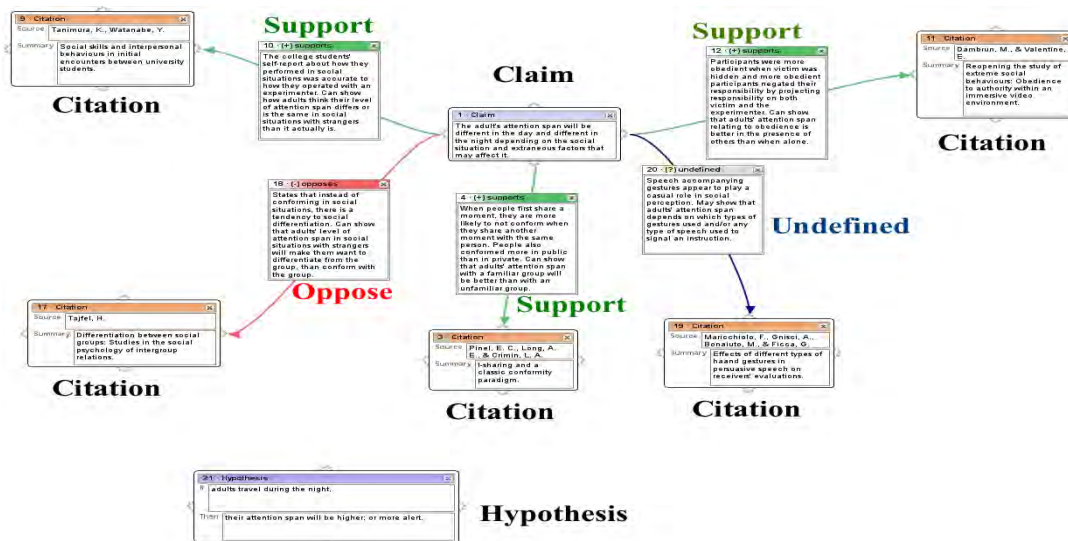 9 · Citation
Source Tanimura, K., Watanabe, Y.
Summary Social skills and interpersonal
behaviours in initial
encounters between university
students.
Citation
Support
10 · (+) supports
The college students'
self-report about how they
performed in social
situations was acurate to
how they operated with an
experimenter. Can show
how adults think their level
of attention span differs or
is the same in social
situations with strangers
than it actually is.
Claim
1 · Claim
The adult's attention span will be
different in the day and different in
the night depending on the social
situation and extraneous factors that
may affect it.
Support
12 · (+) supports
Participants were more
obedient when victim was
hidden and more obedient
participants negated their
responsibility by projecting
responsibility on both
victim and the
experimenter. Can show
that adults' attention span
relating to obedience is
better in the presence of
others than when alone.
11 · Citation
Source Dambrun, M., & Valentine,
E.
Summary Reopening the study of
extreme social
behaviours: Obedience
to authority within an
immersive video
environment.
Citation
18 · (-) opposes
States that instead of
conforming in social
situations, there is a
tendency to social
differentiation. Can show
that adults' level of
attention span in social
situations with strangers
will make them want to
differentiate from the
group, than conform with
the group.
Oppose
4 · (+) supports
When people first share a
moment, they are more
likely to not conform when
they share another
moment with the same
person. People also
conformed more in public
than in private. Can show
that adults' attention span
with a familiar group will
be better than with an
unfamiliar group.
Support
20 · (?) undefined
Speech accompanying
gestures appear to play a
casual role in social
perception. May show that
adults' attention span
depends on which types of
gestures used and/or any
type of speech used to
signal an instruction.
Undefined
17 · Citation
Source Tajfel, H.
Summary Differentiation between social
groups: Studies in the social
psychology of intergroup
relations.
Citation
3 · Citation
Source Pinel, E. C., Long, A.
E., & Crimin, L. A.
Summary I-sharing and a
classic conformity
paradigm.
Citation
19 · Citation
Source Maricchiolo, F., Gnisci, A.,
Bonaiuto, M., & Ficca, G.
Summary Effects of different types of
haand gestures in
persuasive speech on
receivers' evaluations.
Citation
21 · Hypothesis
If adults travel during the night.
Then their attention span will be higher; or more alert.
Hypothesis